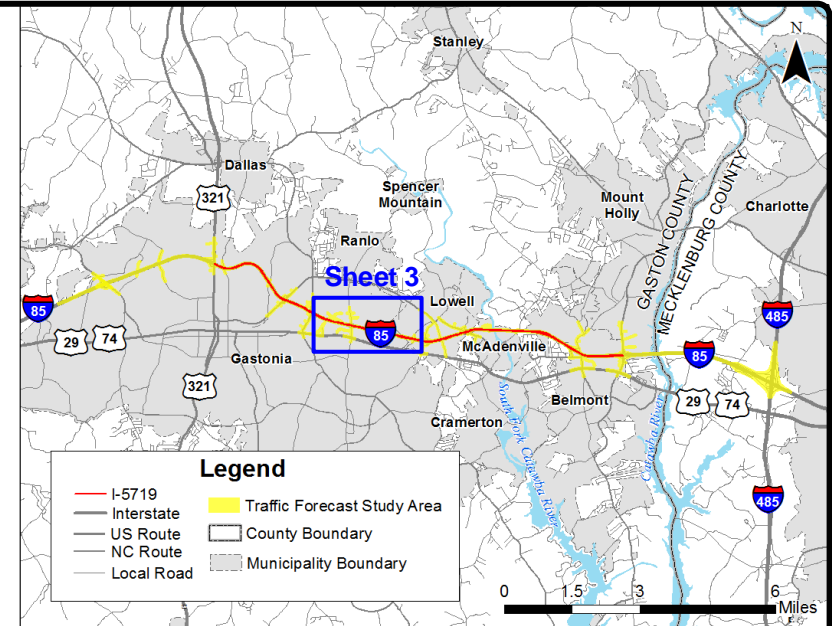 N
Stanley
Dallas
321
Spencer
Mountain
Mount
Holly
GASTON COUNTY
MECKLENBURG COUNTY
Charlotte
Ranlo
Sheet 3
Lowell
85
29
74
85
McAdenville
85
485
Gastonia
321
Belmont
29
74
Cramerton
South Fork Catawba River
Catawba River
485
Legend
I-5719
Interstate
US Route
NC Route
Local Road
Traffic Forecast Study Area
County Boundary
Municipality Boundary
0 1.5 3 6
Miles